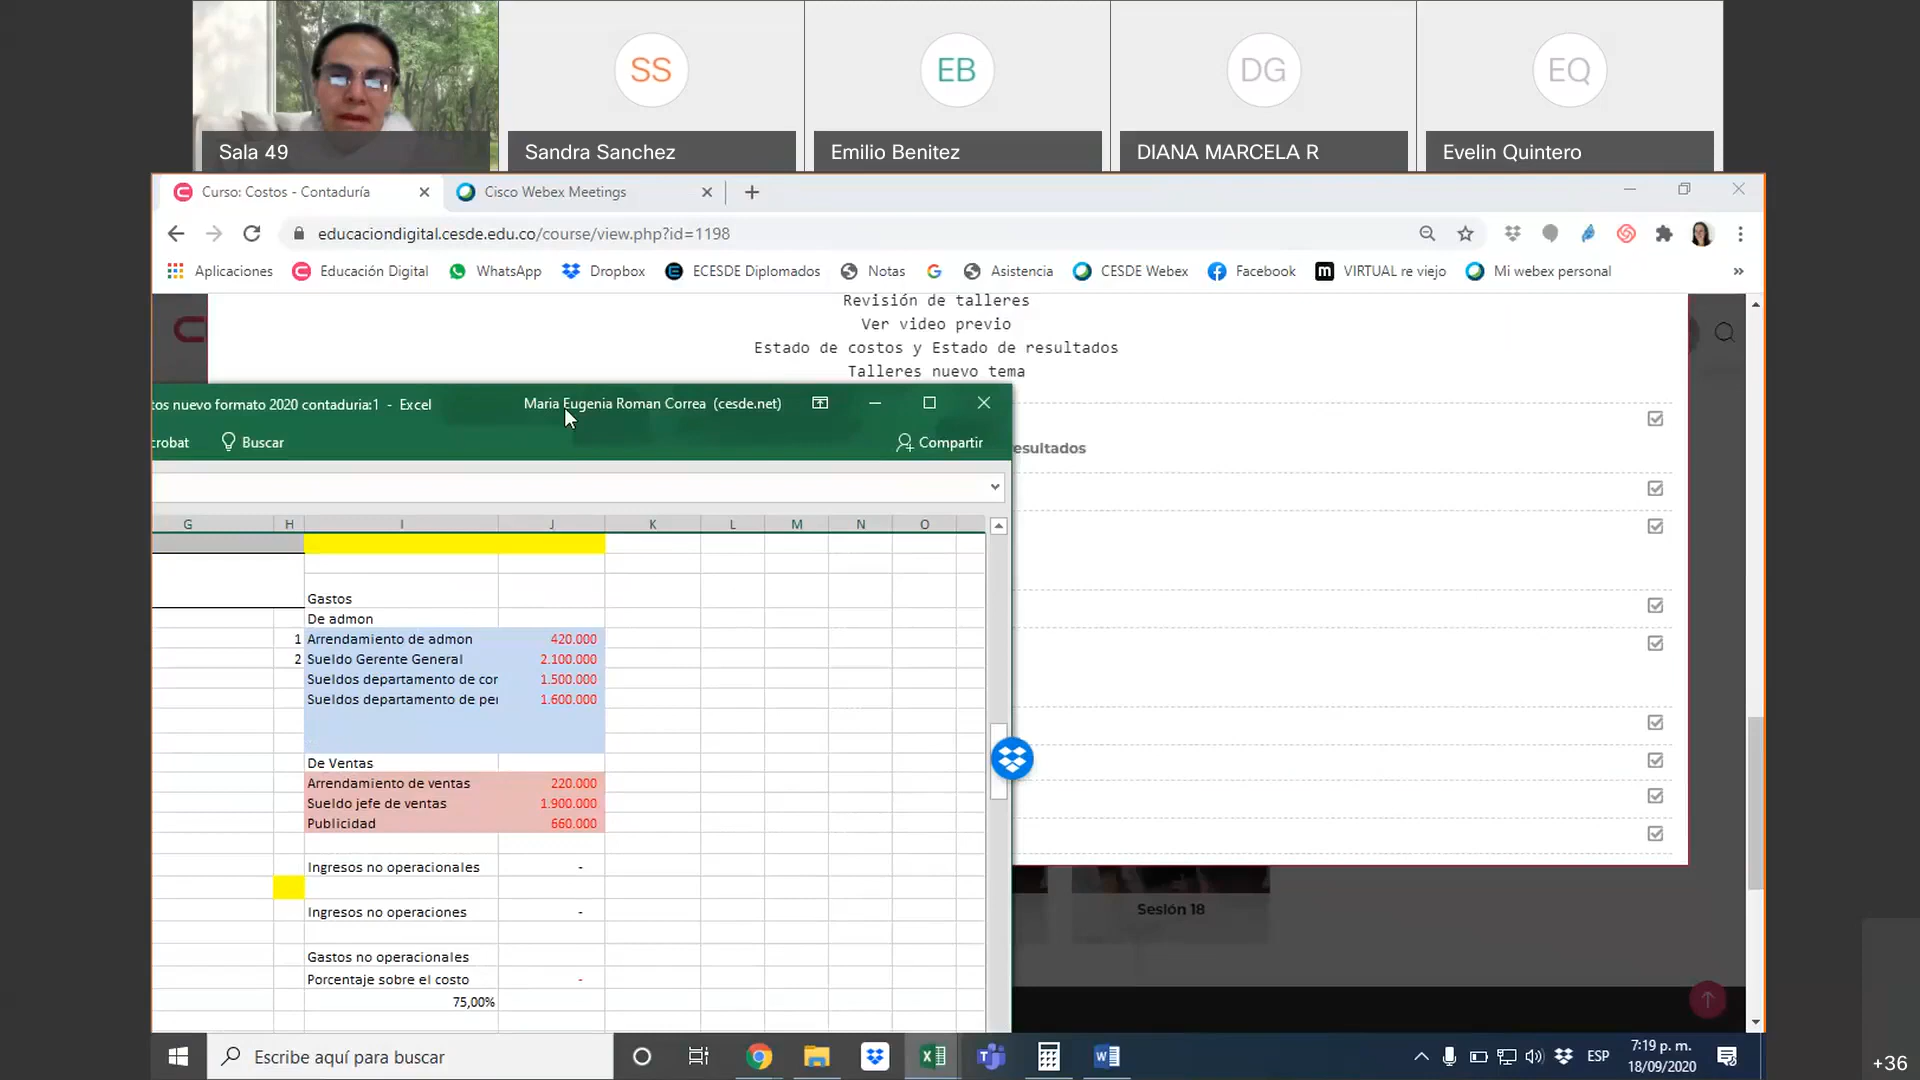 SS
EB
DG
EQ
Sala 49
Sandra Sanchez
Emilio Benitez
DIANA MARCELA R
Evelin Quintero
Curso: Costos - Contaduría
Cisco Webex Meetings
educaciondigital.cesde.edu.co/course/view.php?id=1198
Aplicaciones
Educación Digital
WhatsApp
Dropbox
ECESDE Diplomados
Notas
Asistencia
CESDE Webex
Facebook
VIRTUAL re viejo
Mi webex personal
»
Revisión de talleres
Ver video previo
Estado de costos y Estado de resultados
Talleres nuevo tema
tos nuevo formato 2020 contaduria:1 - Excel
Maria Eugenia Roman Correa (cesde.net)
crobat
Buscar
Compartir
esultados
G H I J K L M N O
Gastos
De admon
1 Arrendamiento de admon 420.000
2 Sueldo Gerente General 2.100.000
Sueldos departamento de cor 1.500.000
Sueldos departamento de per 1.600.000
De Ventas
Arrendamiento de ventas 220.000
Sueldo jefe de ventas 1.900.000
Publicidad 660.000
Ingresos no operacionales -
Ingresos no operaciones -
Gastos no operacionales
Porcentaje sobre el costo -
75,00%
Sesión 18
Escribe aquí para buscar
ESP
7:19 p. m.
18/09/2020
+36